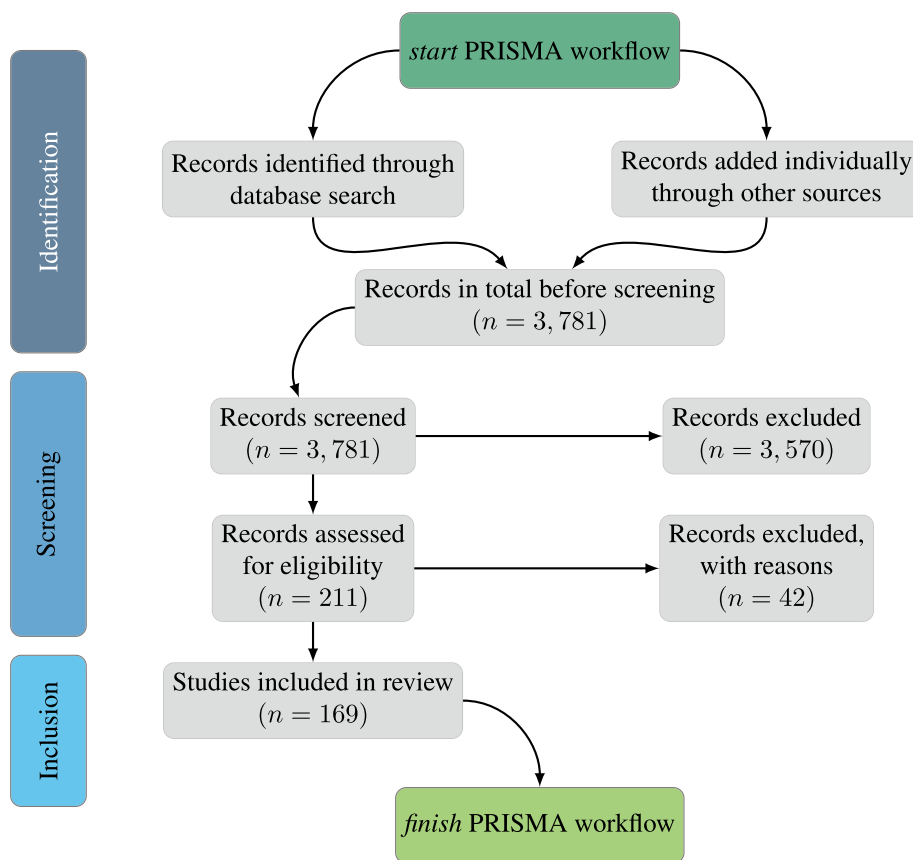 start PRISMA workflow
Identification
Records identified through
database search
Records added individually
through other sources
Records in total before screening
(n = 3, 781)
Screening
Records screened
(n = 3, 781)
Records excluded
(n = 3, 570)
Records assessed
for eligibility
(n = 211)
Records excluded,
with reasons
(n = 42)
Inclusion
Studies included in review
(n = 169)
finish PRISMA workflow